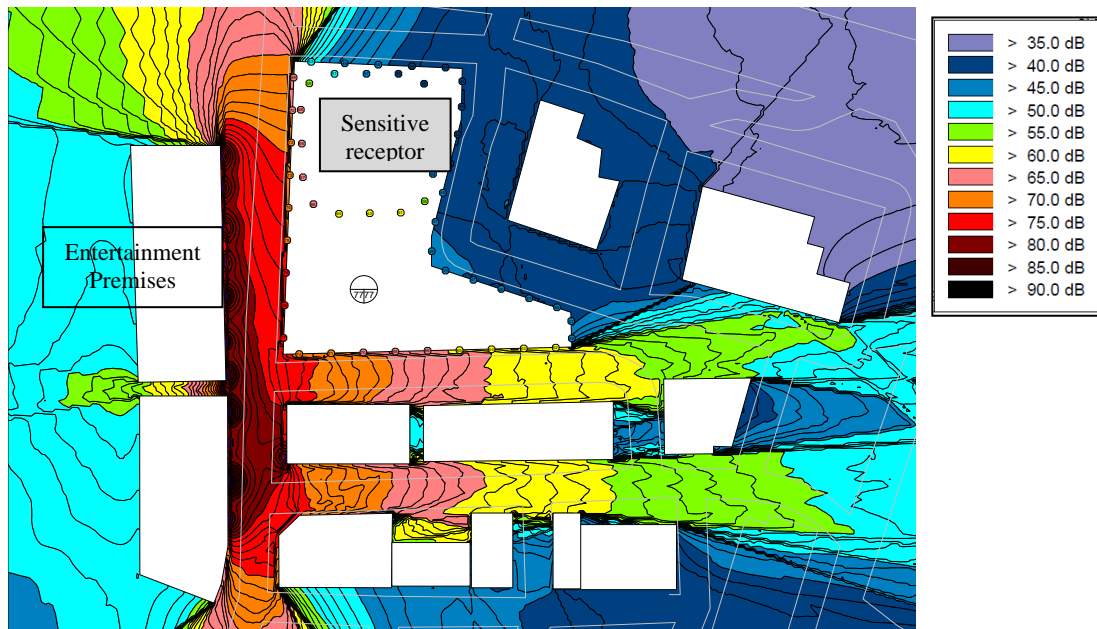 Sensitive
receptor
Entertainment
Premises
7777
> 35.0 dB
> 40.0 dB
> 45.0 dB
> 50.0 dB
> 55.0 dB
> 60.0 dB
> 65.0 dB
> 70.0 dB
> 75.0 dB
> 80.0 dB
> 85.0 dB
> 90.0 dB